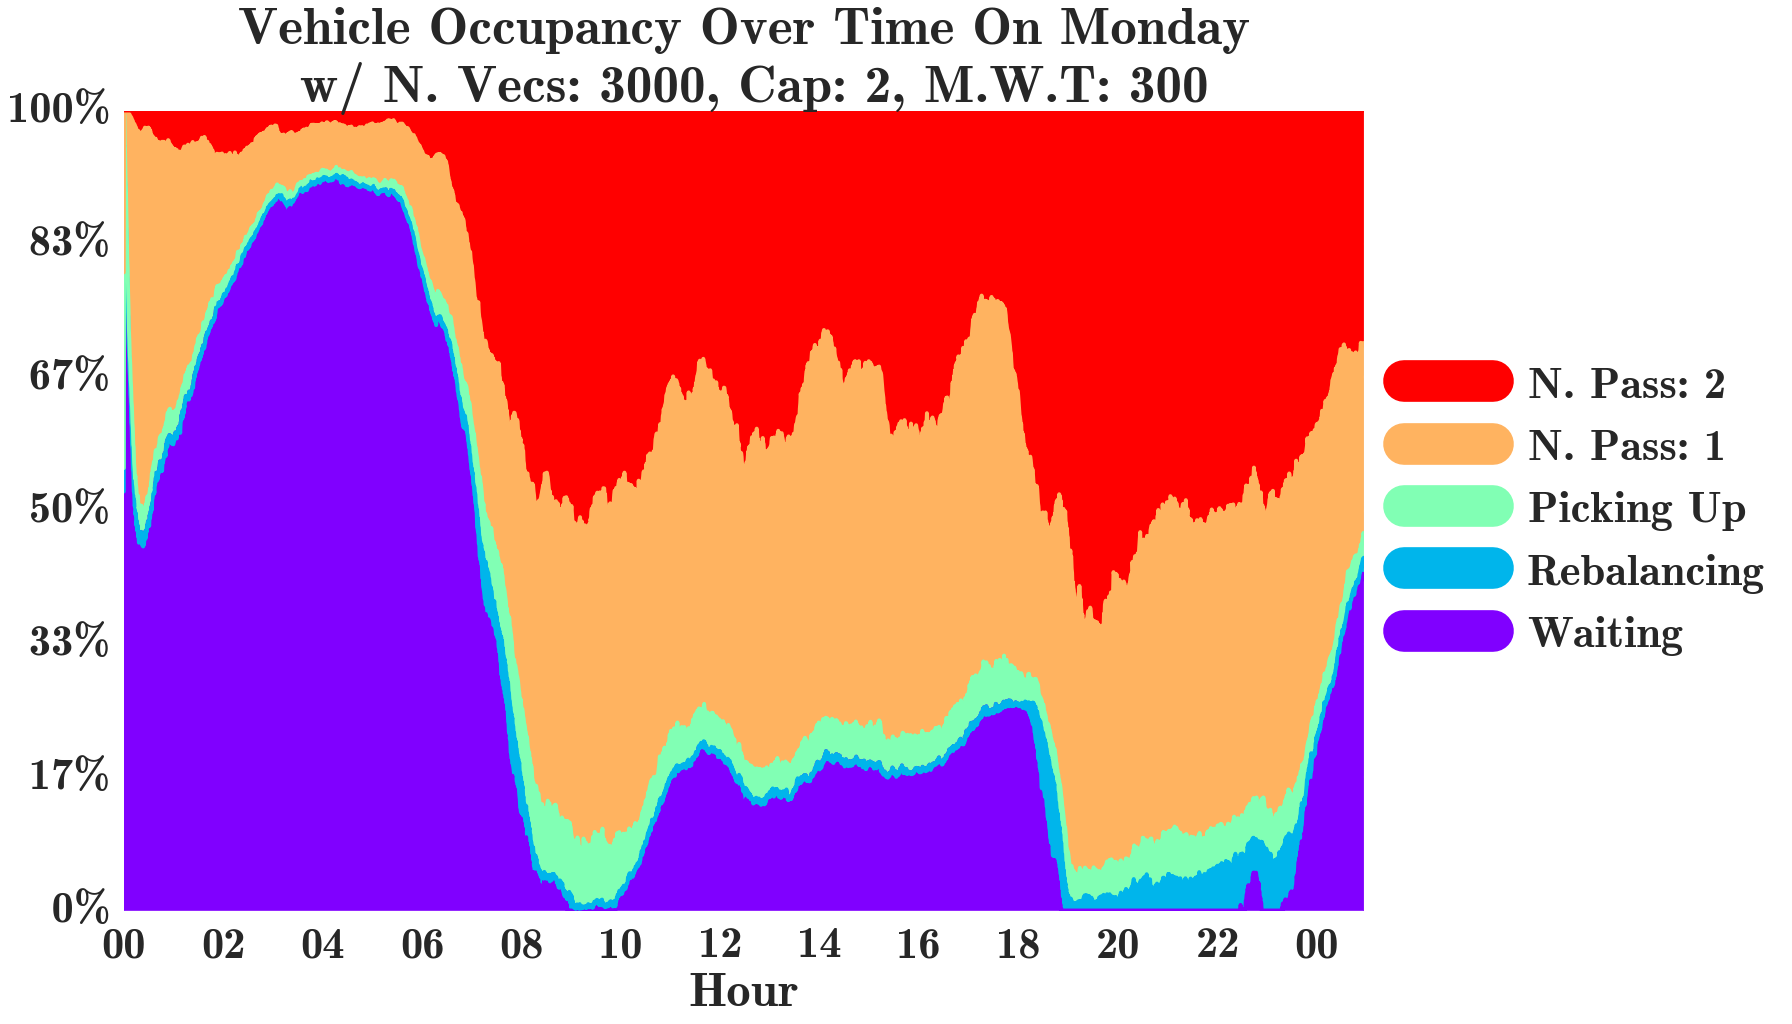 Vehicle Occupancy Over Time On Monday
w/ N. Vecs: 3000, Cap: 2, M.W.T: 300
100%
83%
67%
50%
33%
17%
0%
00 02 04 06 08 10 12 14 16 18 20 22 00
Hour
N. Pass: 2
N. Pass: 1
Picking Up
Rebalancing
Waiting